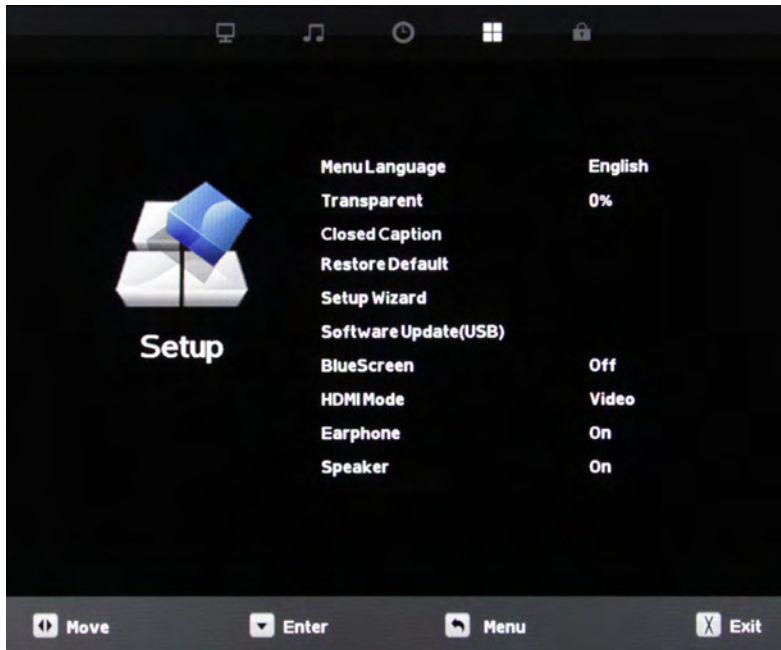 Menu Language English
Transparent 0%
Closed Caption
Restore Default
Setup Wizard
Software Update(USB)
Setup
BlueScreen Off
HDMI Mode Video
Earphone On
Speaker On
Move Enter Menu X Exit